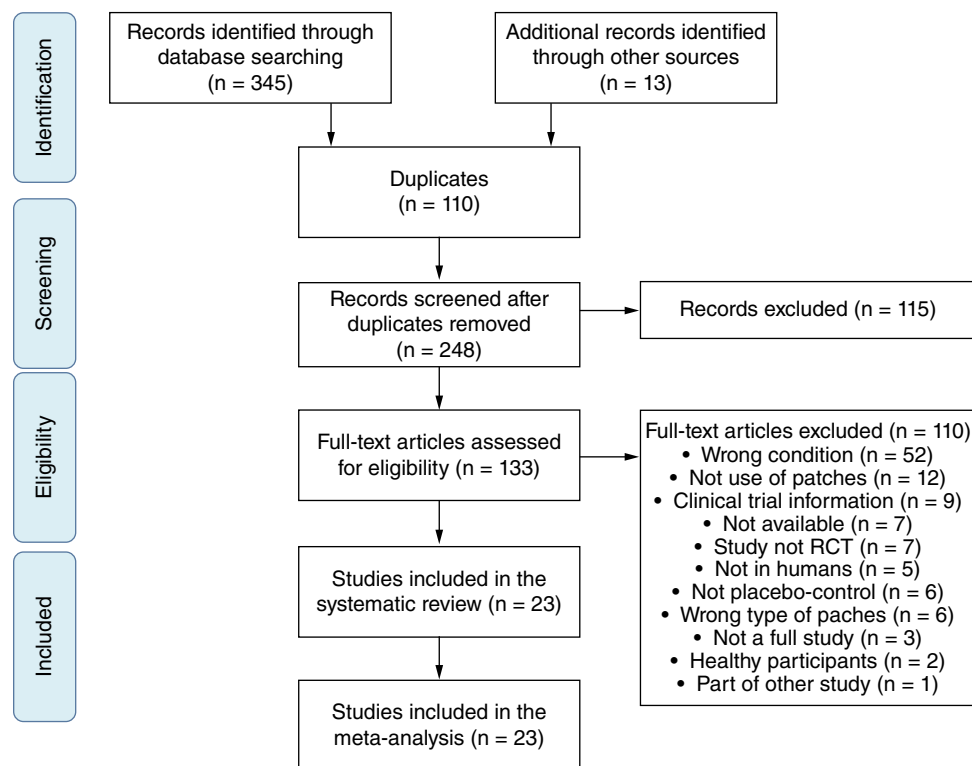 Identification
Records identified through
database searching
(n = 345)
Additional records identified
through other sources
(n = 13)
Duplicates
(n = 110)
Screening
Records screened after
duplicates removed
(n = 248)
Records excluded (n = 115)
Eligibility
Full-text articles assessed
for eligibility (n = 133)
Full-text articles excluded (n = 110)
• Wrong condition (n = 52)
• Not use of patches (n = 12)
• Clinical trial information (n = 9)
• Not available (n = 7)
• Study not RCT (n = 7)
• Not in humans (n = 5)
• Not placebo-control (n = 6)
• Wrong type of paches (n = 6)
• Not a full study (n = 3)
• Healthy participants (n = 2)
• Part of other study (n = 1)
Included
Studies included in the
systematic review (n = 23)
Studies included in the
meta-analysis (n = 23)